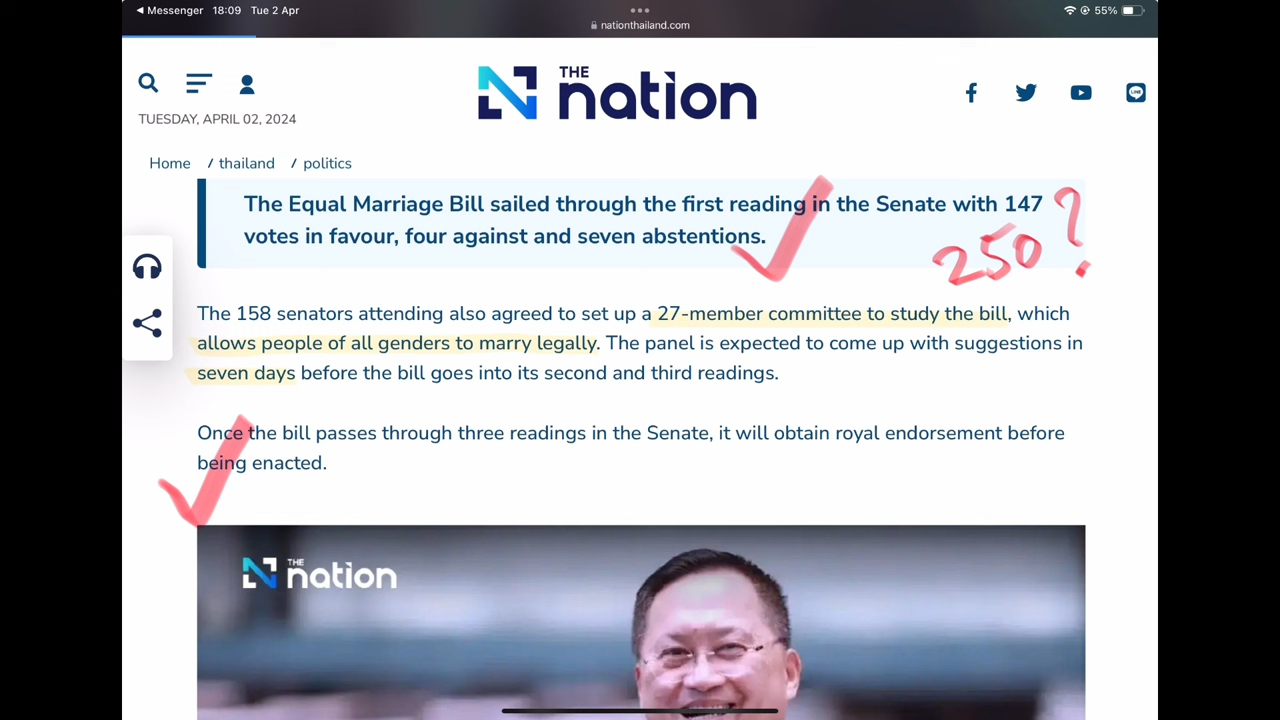 Messenger 18:09 Tue 2 Apr
55%
nationthailand.com
THE
nation
LINE
TUESDAY, APRIL 02, 2024
Home / thailand / politics
The Equal Marriage Bill sailed through the first reading in the Senate with 147
votes in favour, four against and seven abstentions.
250?
The 158 senators attending also agreed to set up a 27-member committee to study the bill, which
allows people of all genders to marry legally. The panel is expected to come up with suggestions in
seven days before the bill goes into its second and third readings.
Once the bill passes through three readings in the Senate, it will obtain royal endorsement before
being enacted.
THE
nation